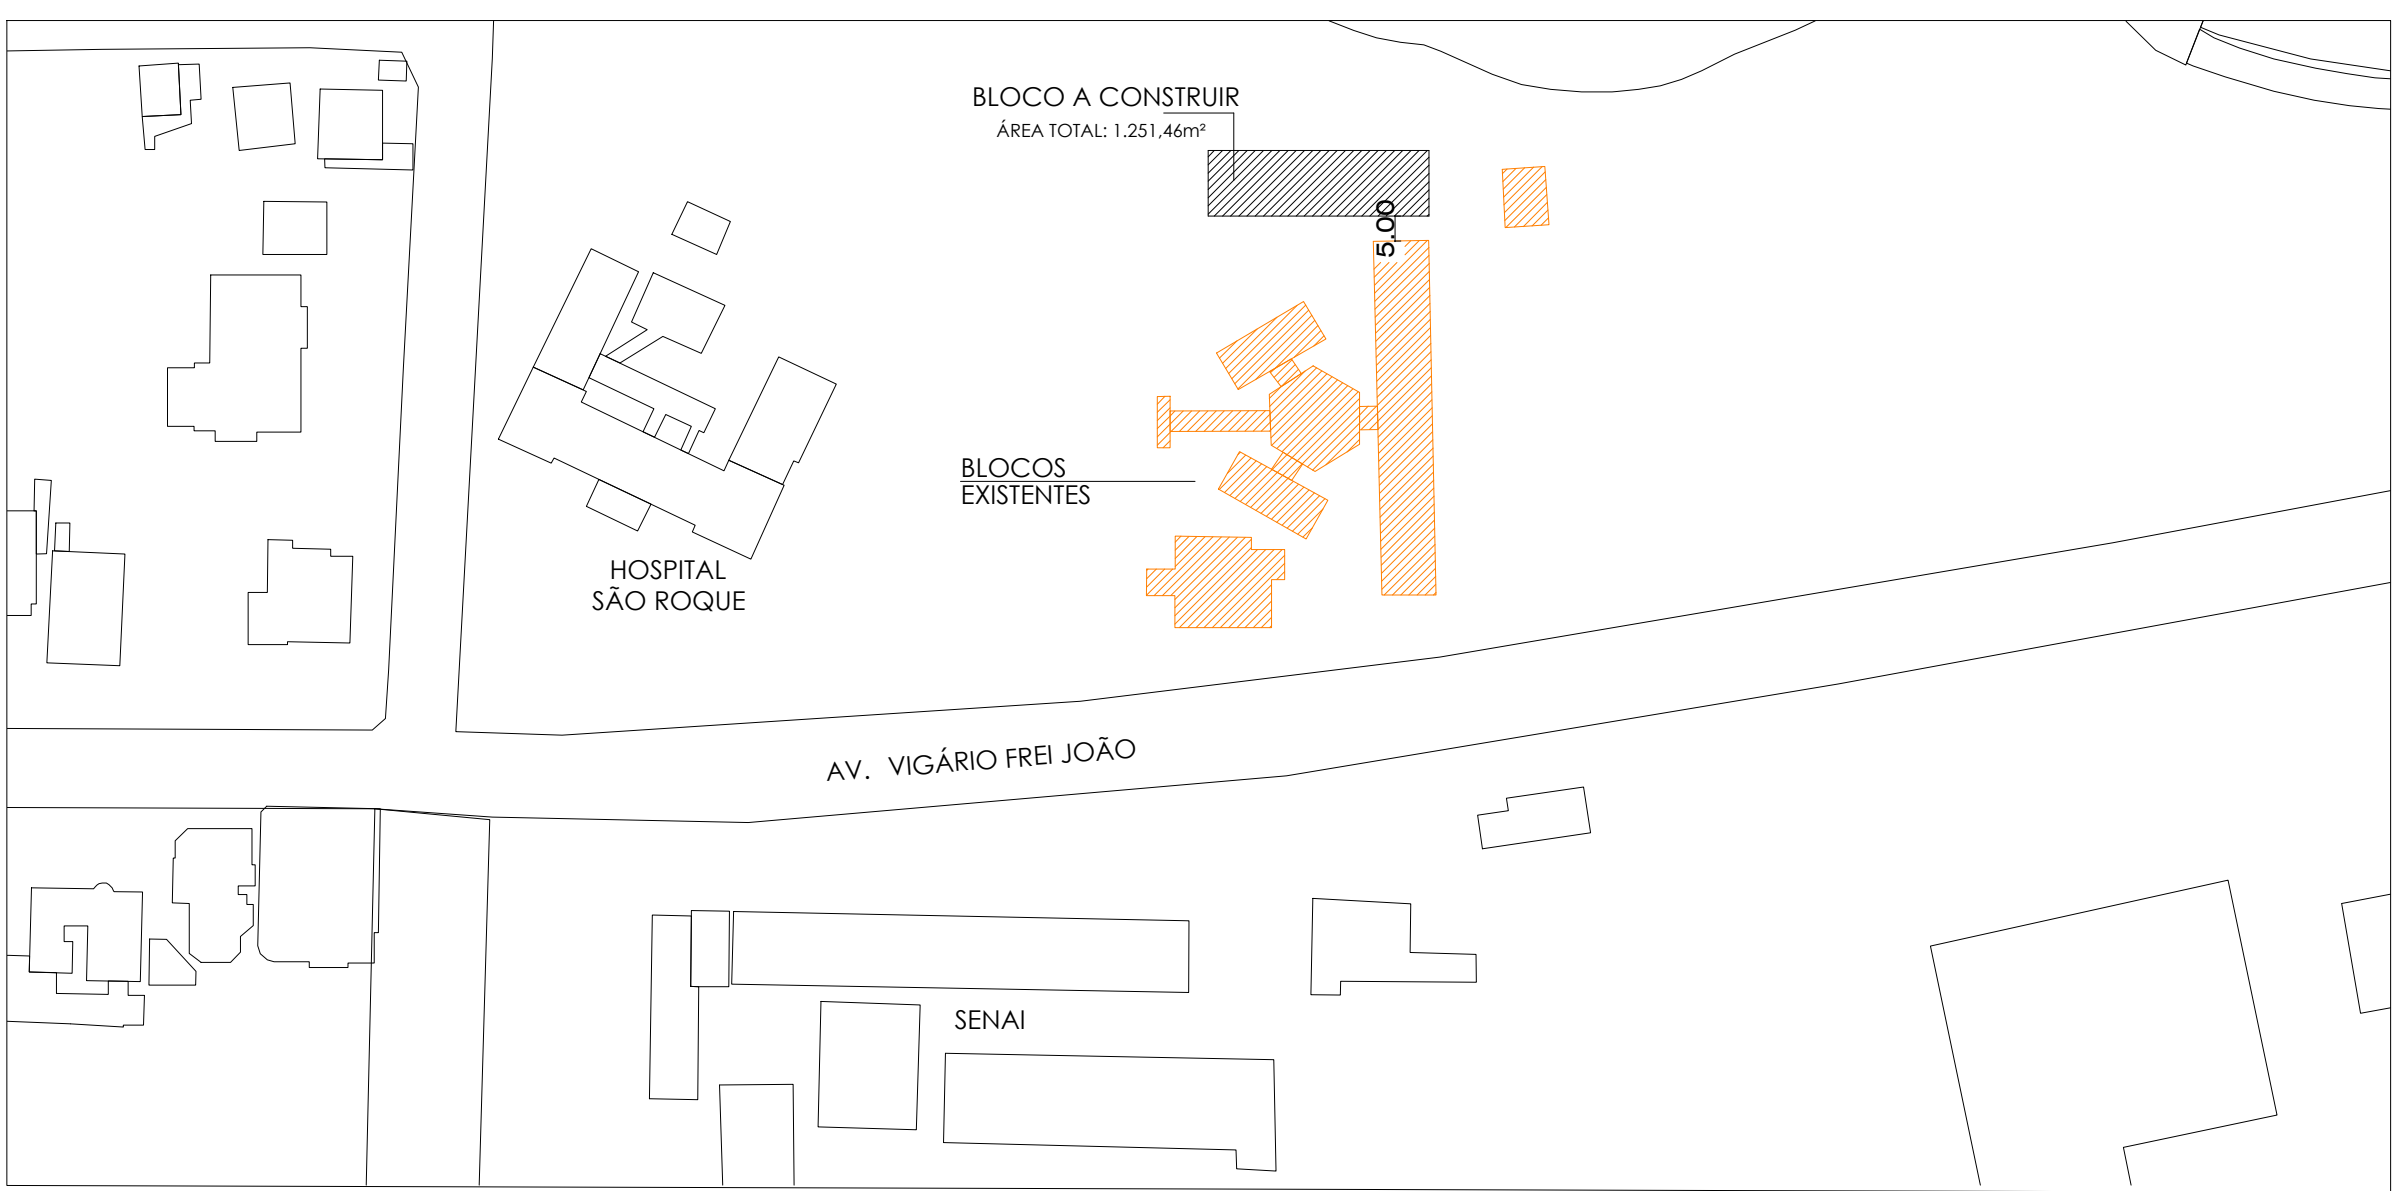 BLOCO A CONSTRUIR
ÁREA TOTAL: 1.251,46m²
5.00
BLOCOS
EXISTENTES
HOSPITAL
SÃO ROQUE
AV. VIGÁRIO FREI JOÃO
SENAI